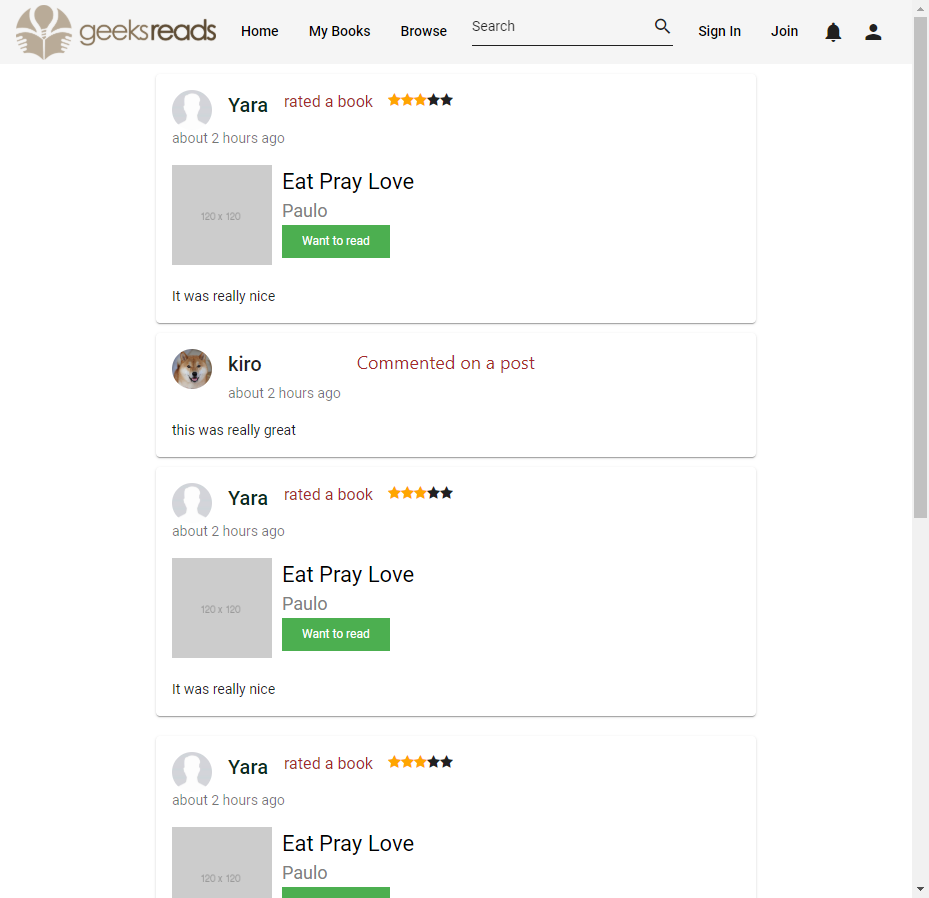 geeksreads Home My Books Browse Search Sign In Join
Yara rated a book
about 2 hours ago
120 x 120
Eat Pray Love
Paulo
Want to read
It was really nice
kiro Commented on a post
about 2 hours ago
this was really great
Yara rated a book
about 2 hours ago
120 x 120
Eat Pray Love
Paulo
Want to read
It was really nice
Yara rated a book
about 2 hours ago
120 x 120
Eat Pray Love
Paulo